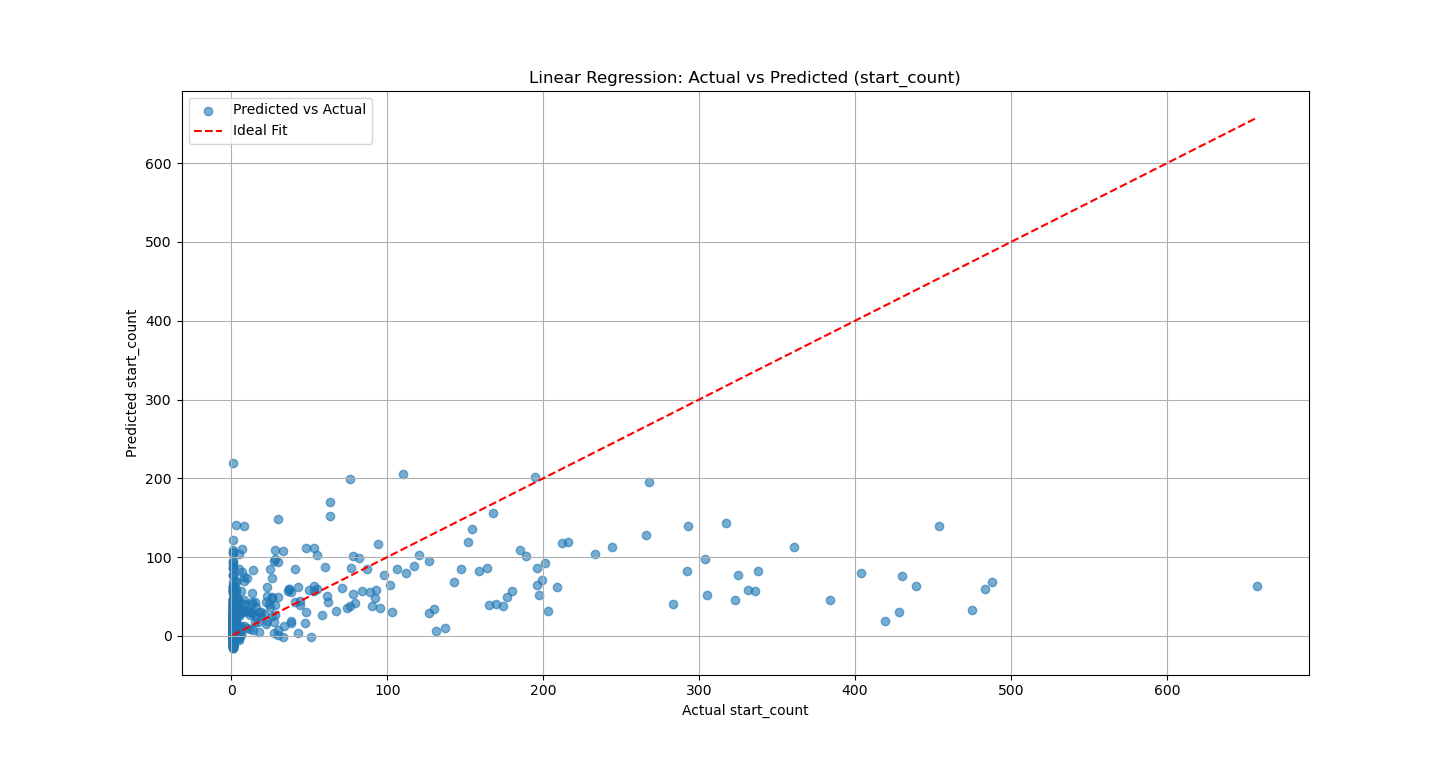 Linear Regression: Actual vs Predicted (start_count)
Predicted vs Actual
Ideal Fit
600
500
400
300
200
100
0
Predicted start_count
0 100 200 300 400 500 600
Actual start_count